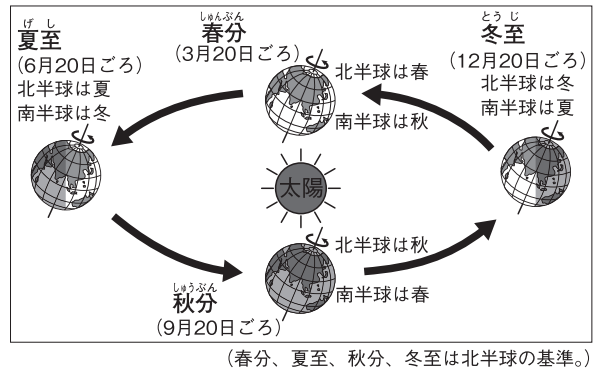 げし
夏至
(6月20日ごろ)
北半球は夏
南半球は冬
しゅんぶん
春分
(3月20日ごろ)
北半球は春
南半球は秋
とうじ
冬至
(12月20日ごろ)
北半球は冬
南半球は夏
太陽
しゅうぶん
秋分
(9月20日ごろ)
北半球は秋
南半球は春
(春分、夏至、秋分、冬至は北半球の基準。)